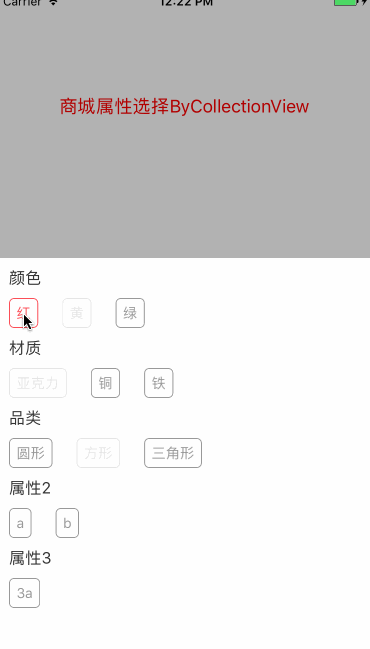 Carrier 12:22 PM
商城属性选择ByCollectionView
颜色
红 黄 绿
材质
亚克力 铜 铁
品类
圆形 方形 三角形
属性2
a b
属性3
3a